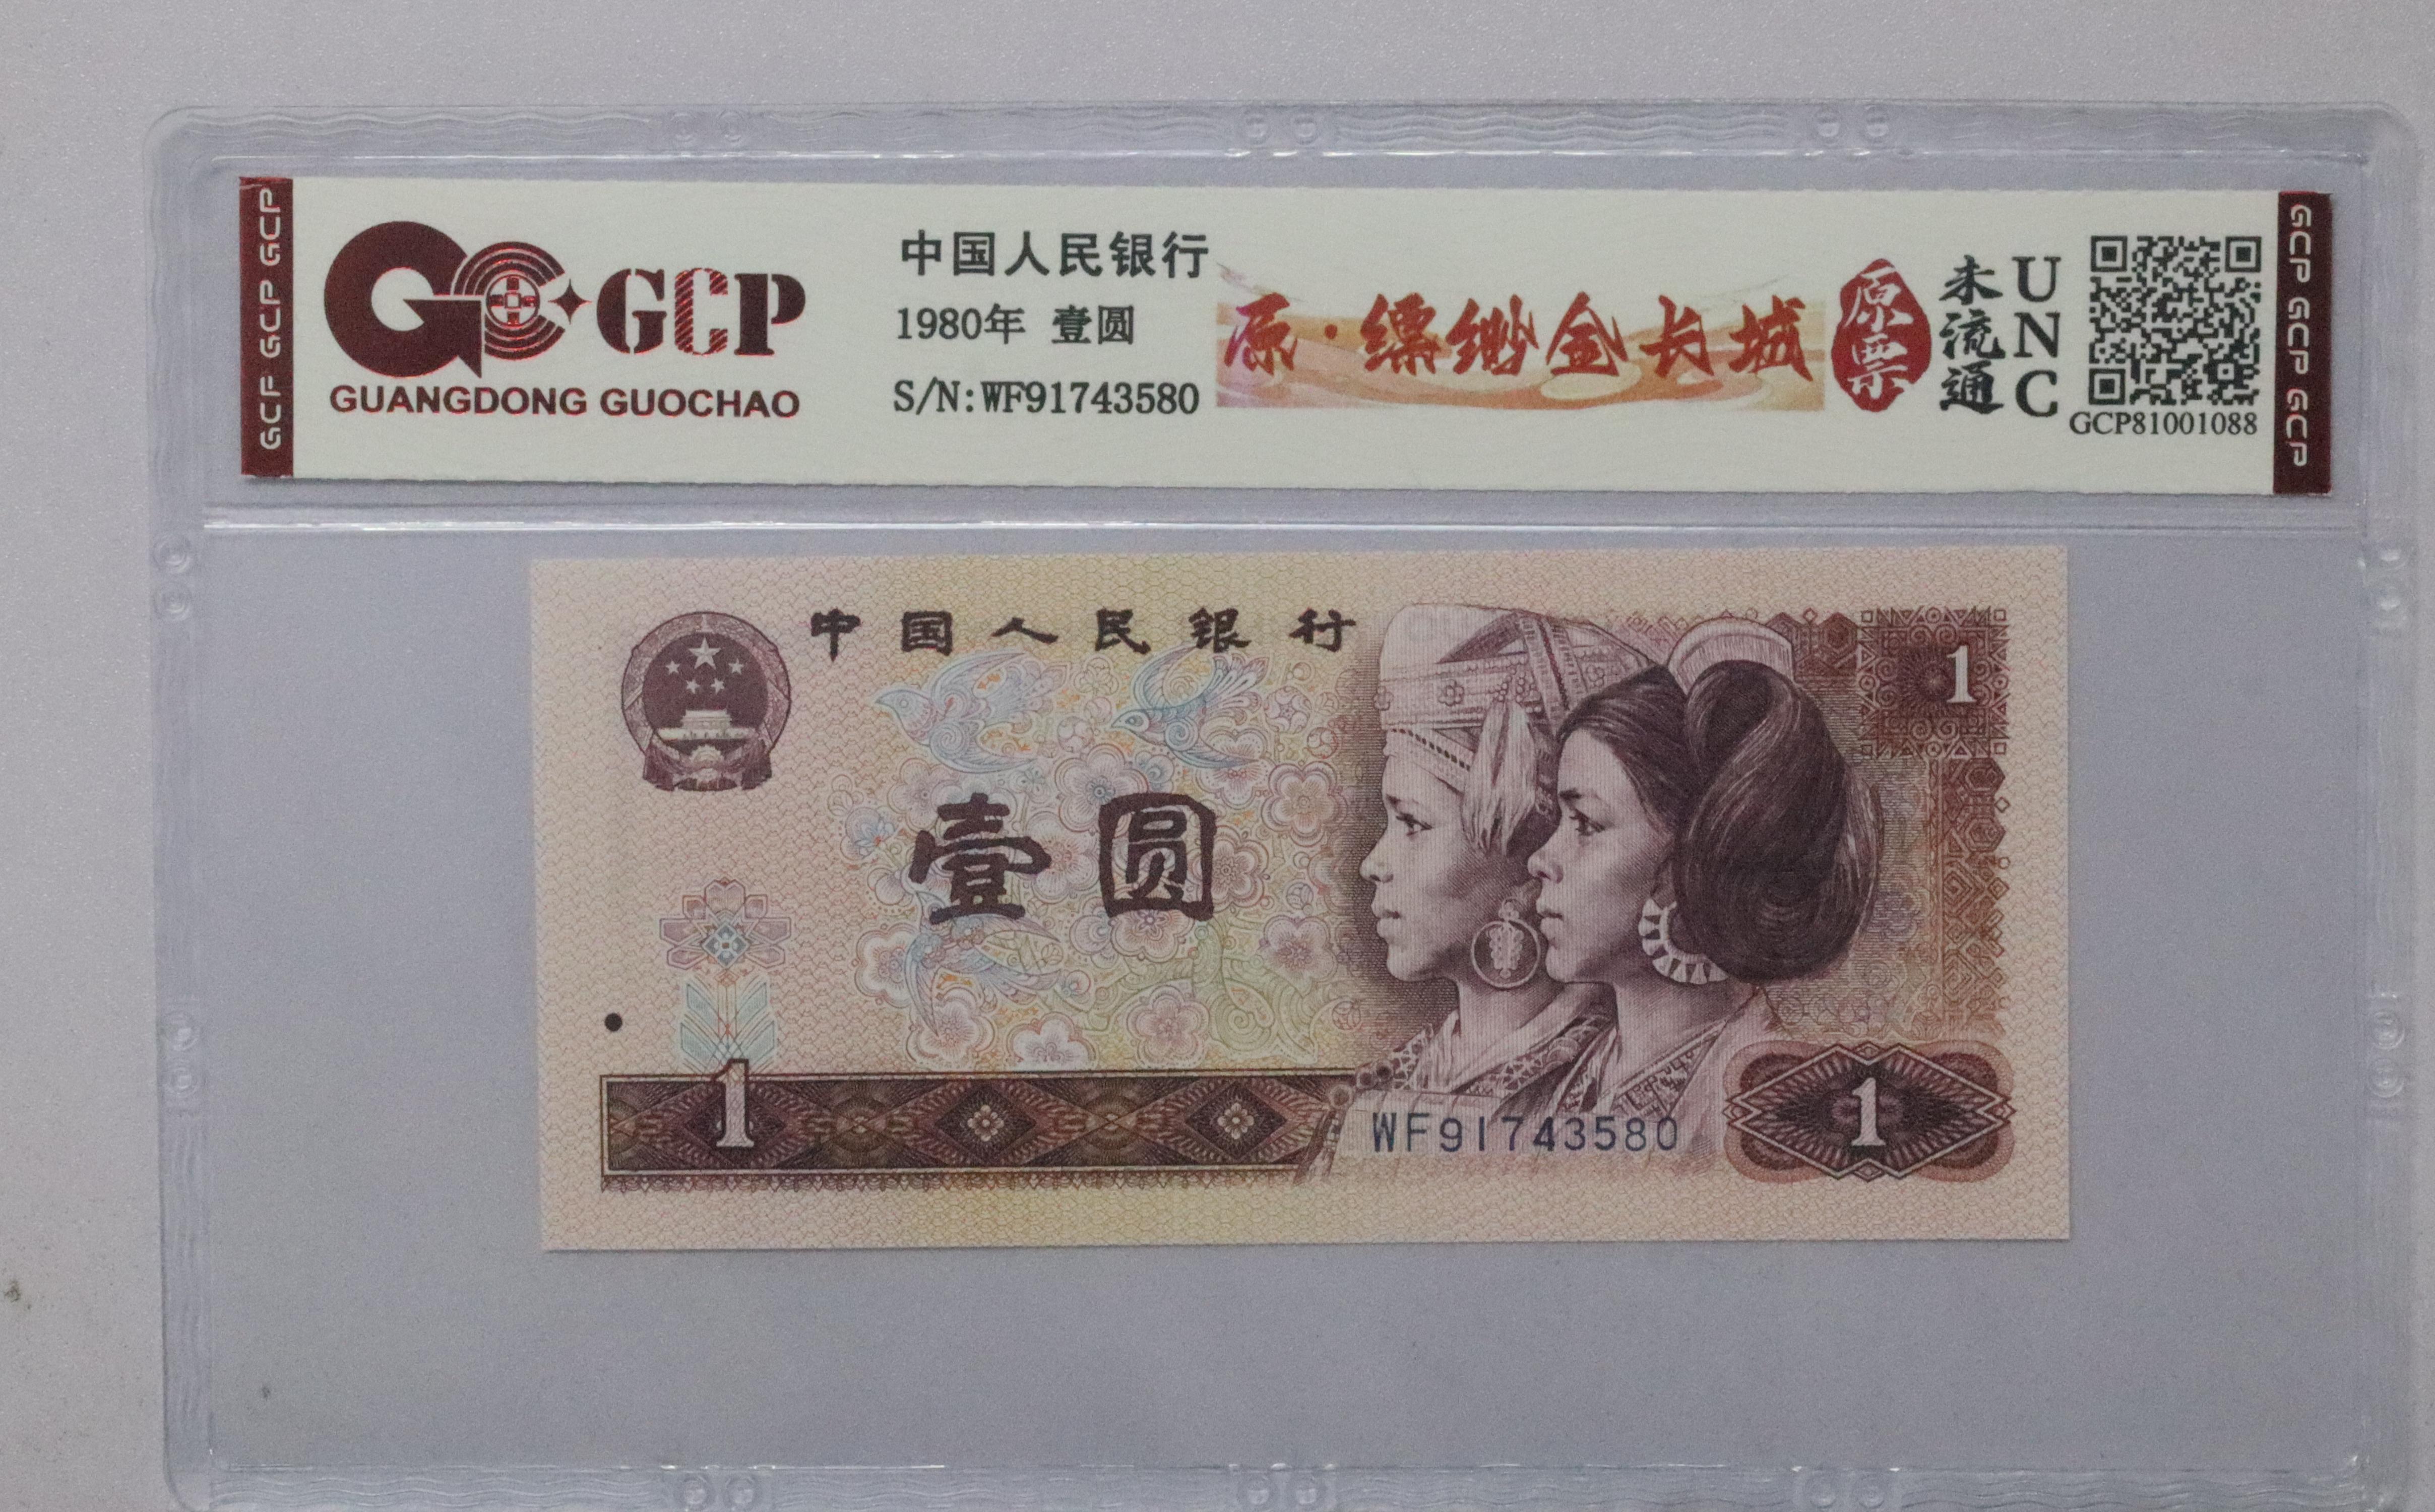 GCP GCP GCP
GCP
GUANGDONG GUOCHAO
中国人民银行
1980年 壹圆
S/N:WF91743580
原·缥缈金长城
原票
未流通
UNC
GCP81001088
GCP GCP GCP
中国人民银行
1
壹圆
1
WF91743580
1